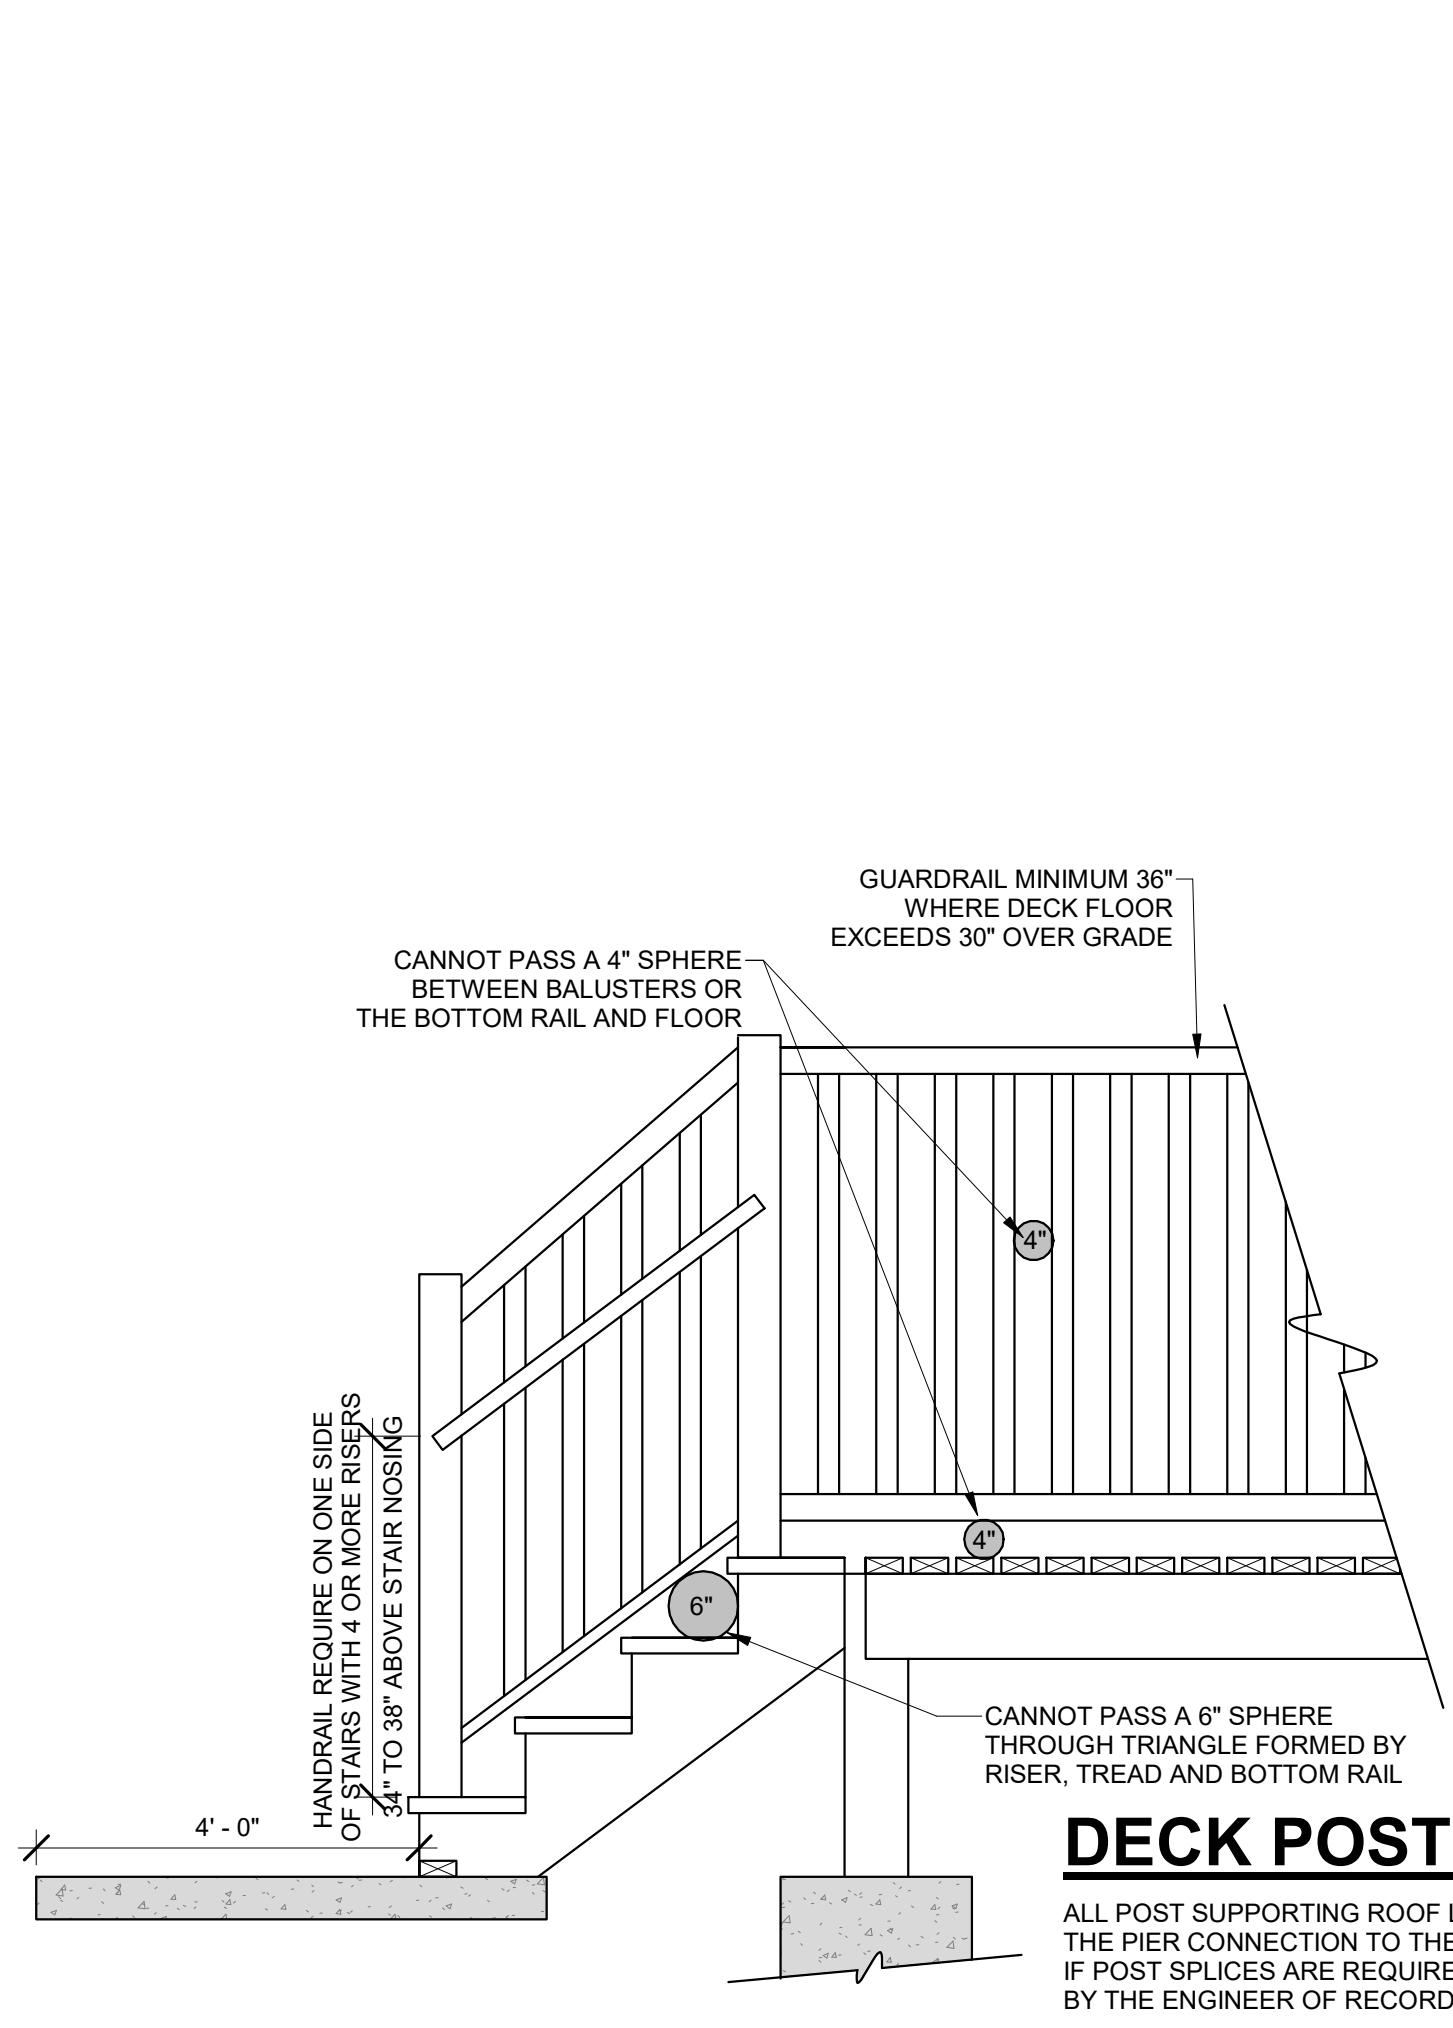 GUARDRAIL MINIMUM 36"
WHERE DECK FLOOR
EXCEEDS 30" OVER GRADE
CANNOT PASS A 4" SPHERE
BETWEEN BALUSTERS OR
THE BOTTOM RAIL AND FLOOR
4"
4"
6"
HANDRAIL REQUIRE ON ONE SIDE
OF STAIRS WITH 4 OR MORE RISERS
34" TO 38" ABOVE STAIR NOSING
CANNOT PASS A 6" SPHERE
THROUGH TRIANGLE FORMED BY
RISER, TREAD AND BOTTOM RAIL
4' - 0"
DECK POST
ALL POST SUPPORTING ROOF
THE PIER CONNECTION TO THE
IF POST SPLICES ARE
BY THE ENGINEER OF RECORD